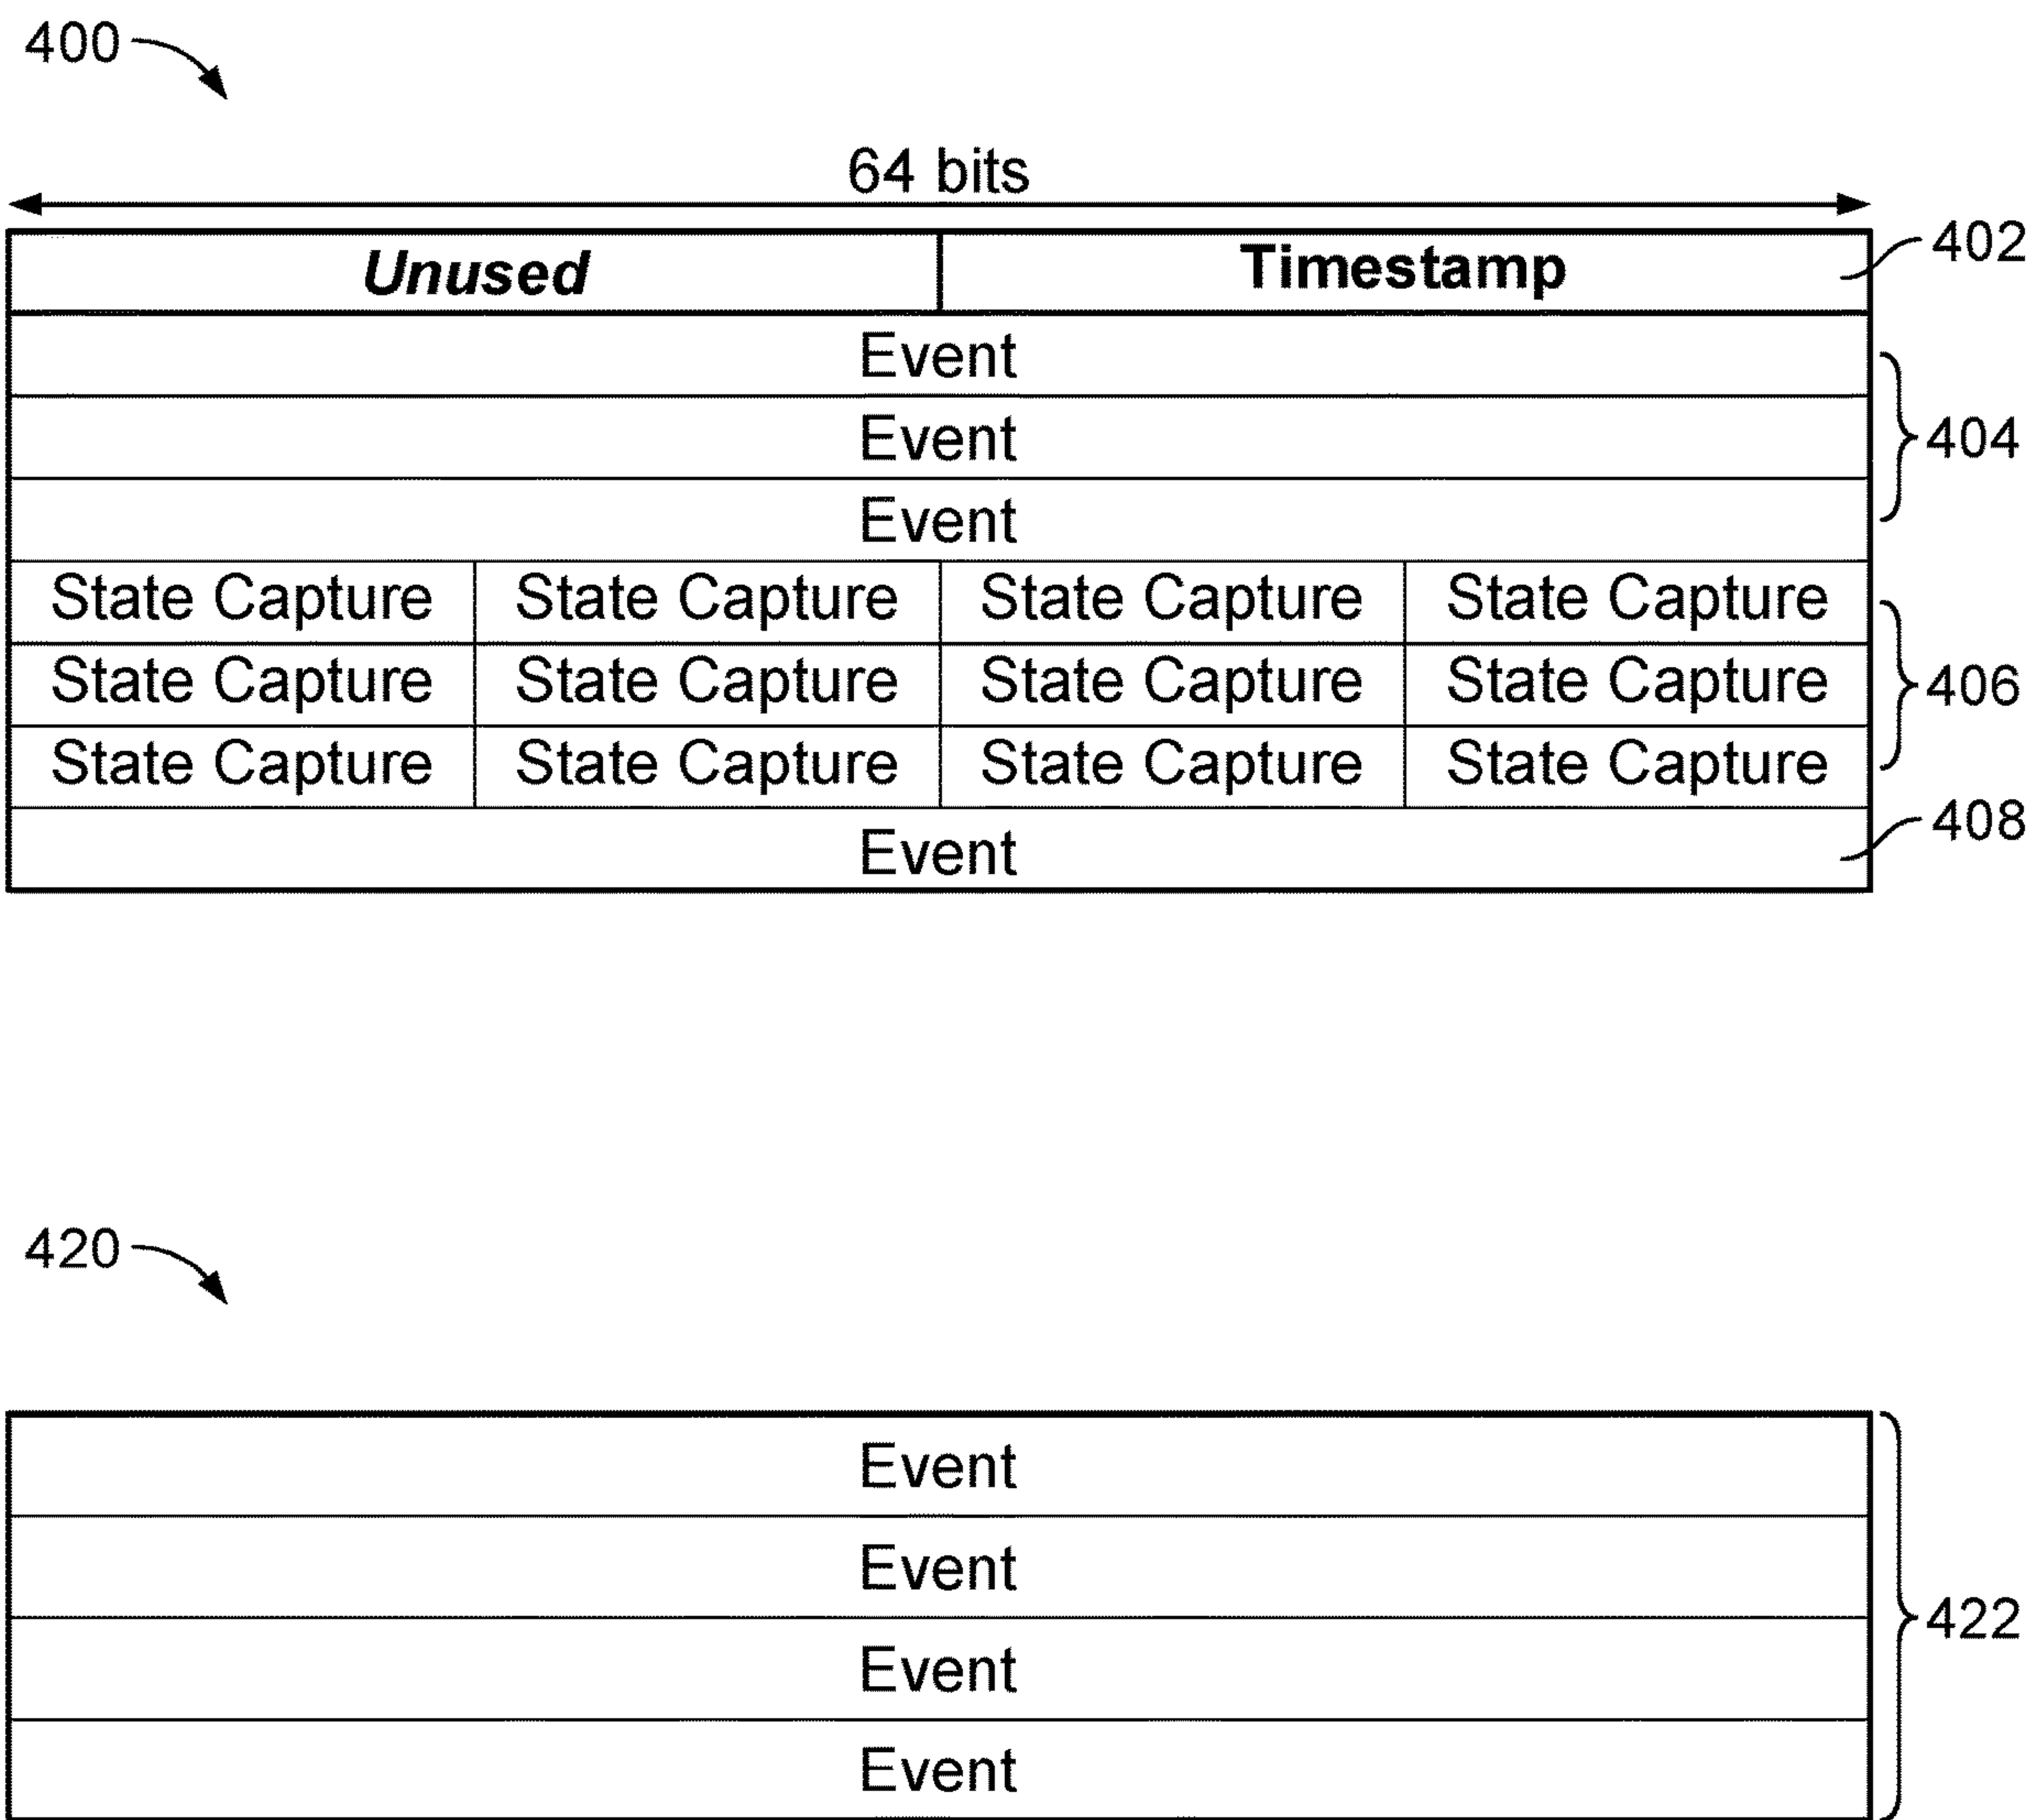 400
64 bits
Unused Timestamp 402
Event
Event 404
Event
State Capture State Capture State Capture State Capture
State Capture State Capture State Capture State Capture 406
State Capture State Capture State Capture State Capture
408
Event
420
Event
Event
422
Event
Event